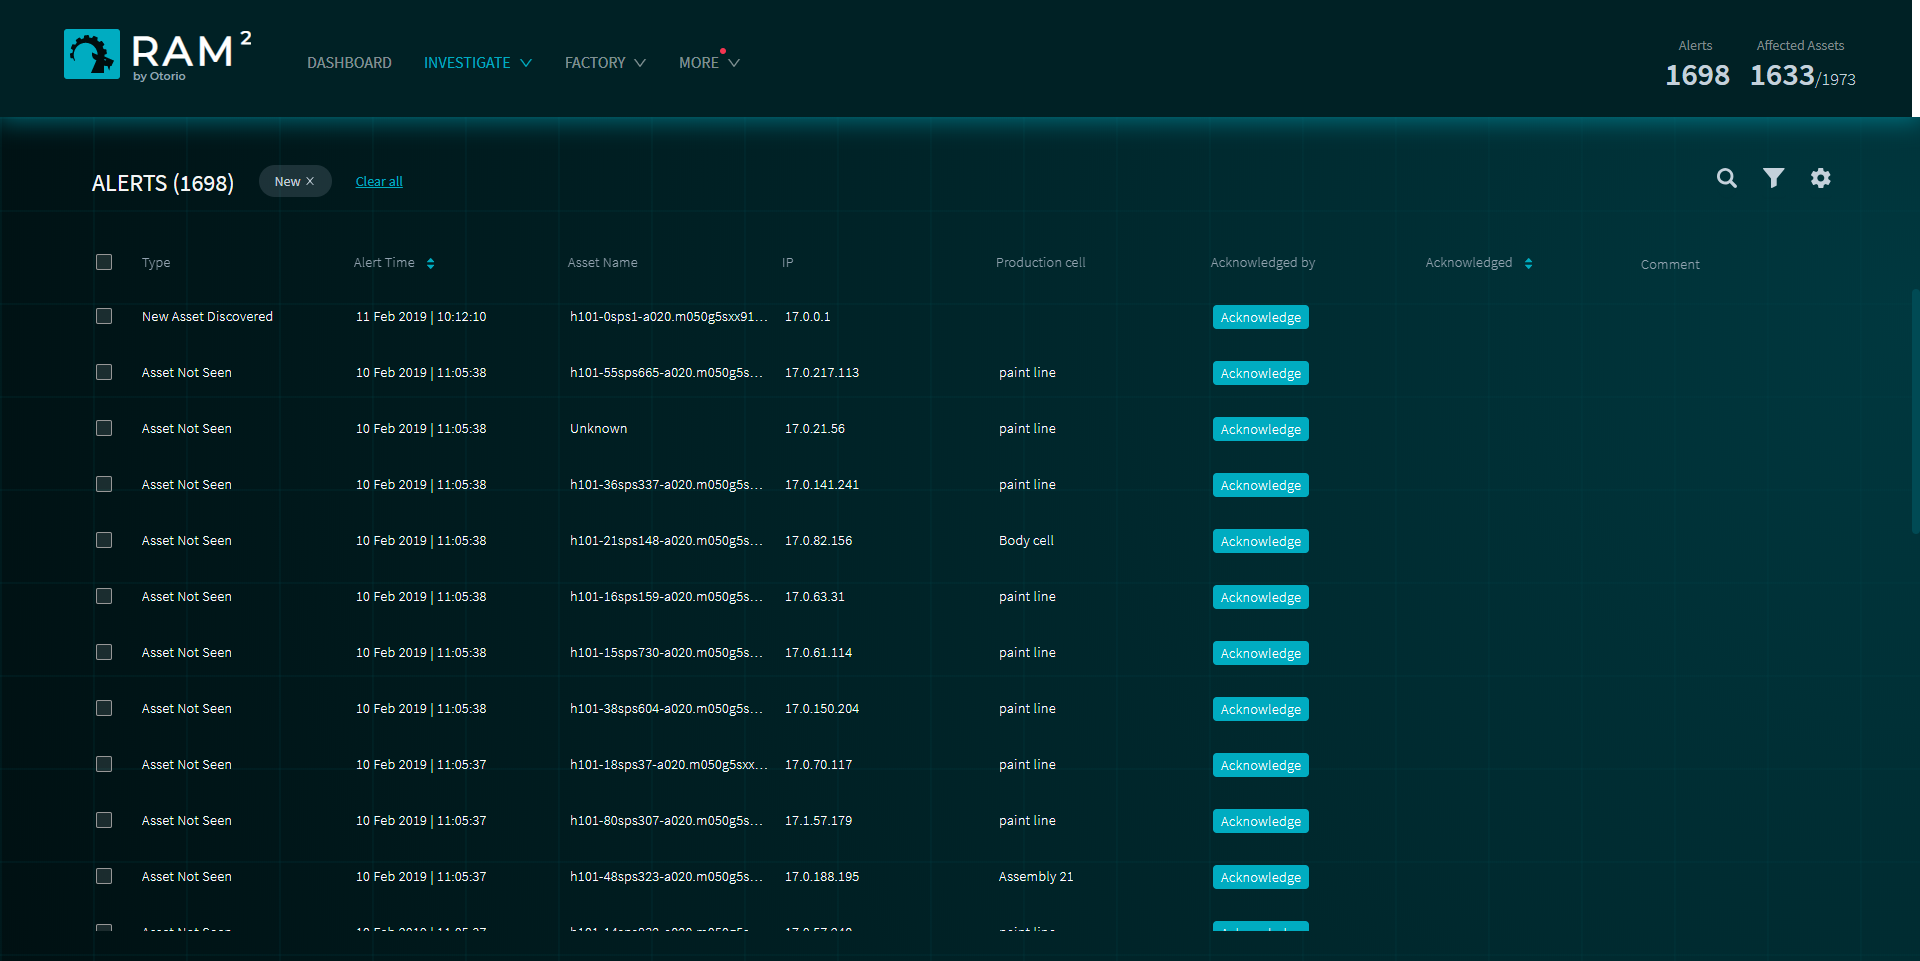 RAM²
by Otorio
DASHBOARD INVESTIGATE FACTORY MORE
Alerts Affected Assets
1698 1633/1973
ALERTS (1698) New × Clear all
Type Alert Time Asset Name IP Production cell Acknowledged by Acknowledged Comment
New Asset Discovered 11 Feb 2019 | 10:12:10 h101-0sps1-a020.m050g5sxx91... 17.0.0.1 Acknowledge
Asset Not Seen 10 Feb 2019 | 11:05:38 h101-55sps665-a020.m050g5s... 17.0.217.113 paint line Acknowledge
Asset Not Seen 10 Feb 2019 | 11:05:38 Unknown 17.0.21.56 paint line Acknowledge
Asset Not Seen 10 Feb 2019 | 11:05:38 h101-36sps337-a020.m050g5s... 17.0.141.241 paint line Acknowledge
Asset Not Seen 10 Feb 2019 | 11:05:38 h101-21sps148-a020.m050g5s... 17.0.82.156 Body cell Acknowledge
Asset Not Seen 10 Feb 2019 | 11:05:38 h101-16sps159-a020.m050g5s... 17.0.63.31 paint line Acknowledge
Asset Not Seen 10 Feb 2019 | 11:05:38 h101-15sps730-a020.m050g5s... 17.0.61.114 paint line Acknowledge
Asset Not Seen 10 Feb 2019 | 11:05:38 h101-38sps604-a020.m050g5s... 17.0.150.204 paint line Acknowledge
Asset Not Seen 10 Feb 2019 | 11:05:37 h101-18sps37-a020.m050g5sxx... 17.0.70.117 paint line Acknowledge
Asset Not Seen 10 Feb 2019 | 11:05:37 h101-80sps307-a020.m050g5s... 17.1.57.179 paint line Acknowledge
Asset Not Seen 10 Feb 2019 | 11:05:37 h101-48sps323-a020.m050g5s... 17.0.188.195 Assembly 21 Acknowledge